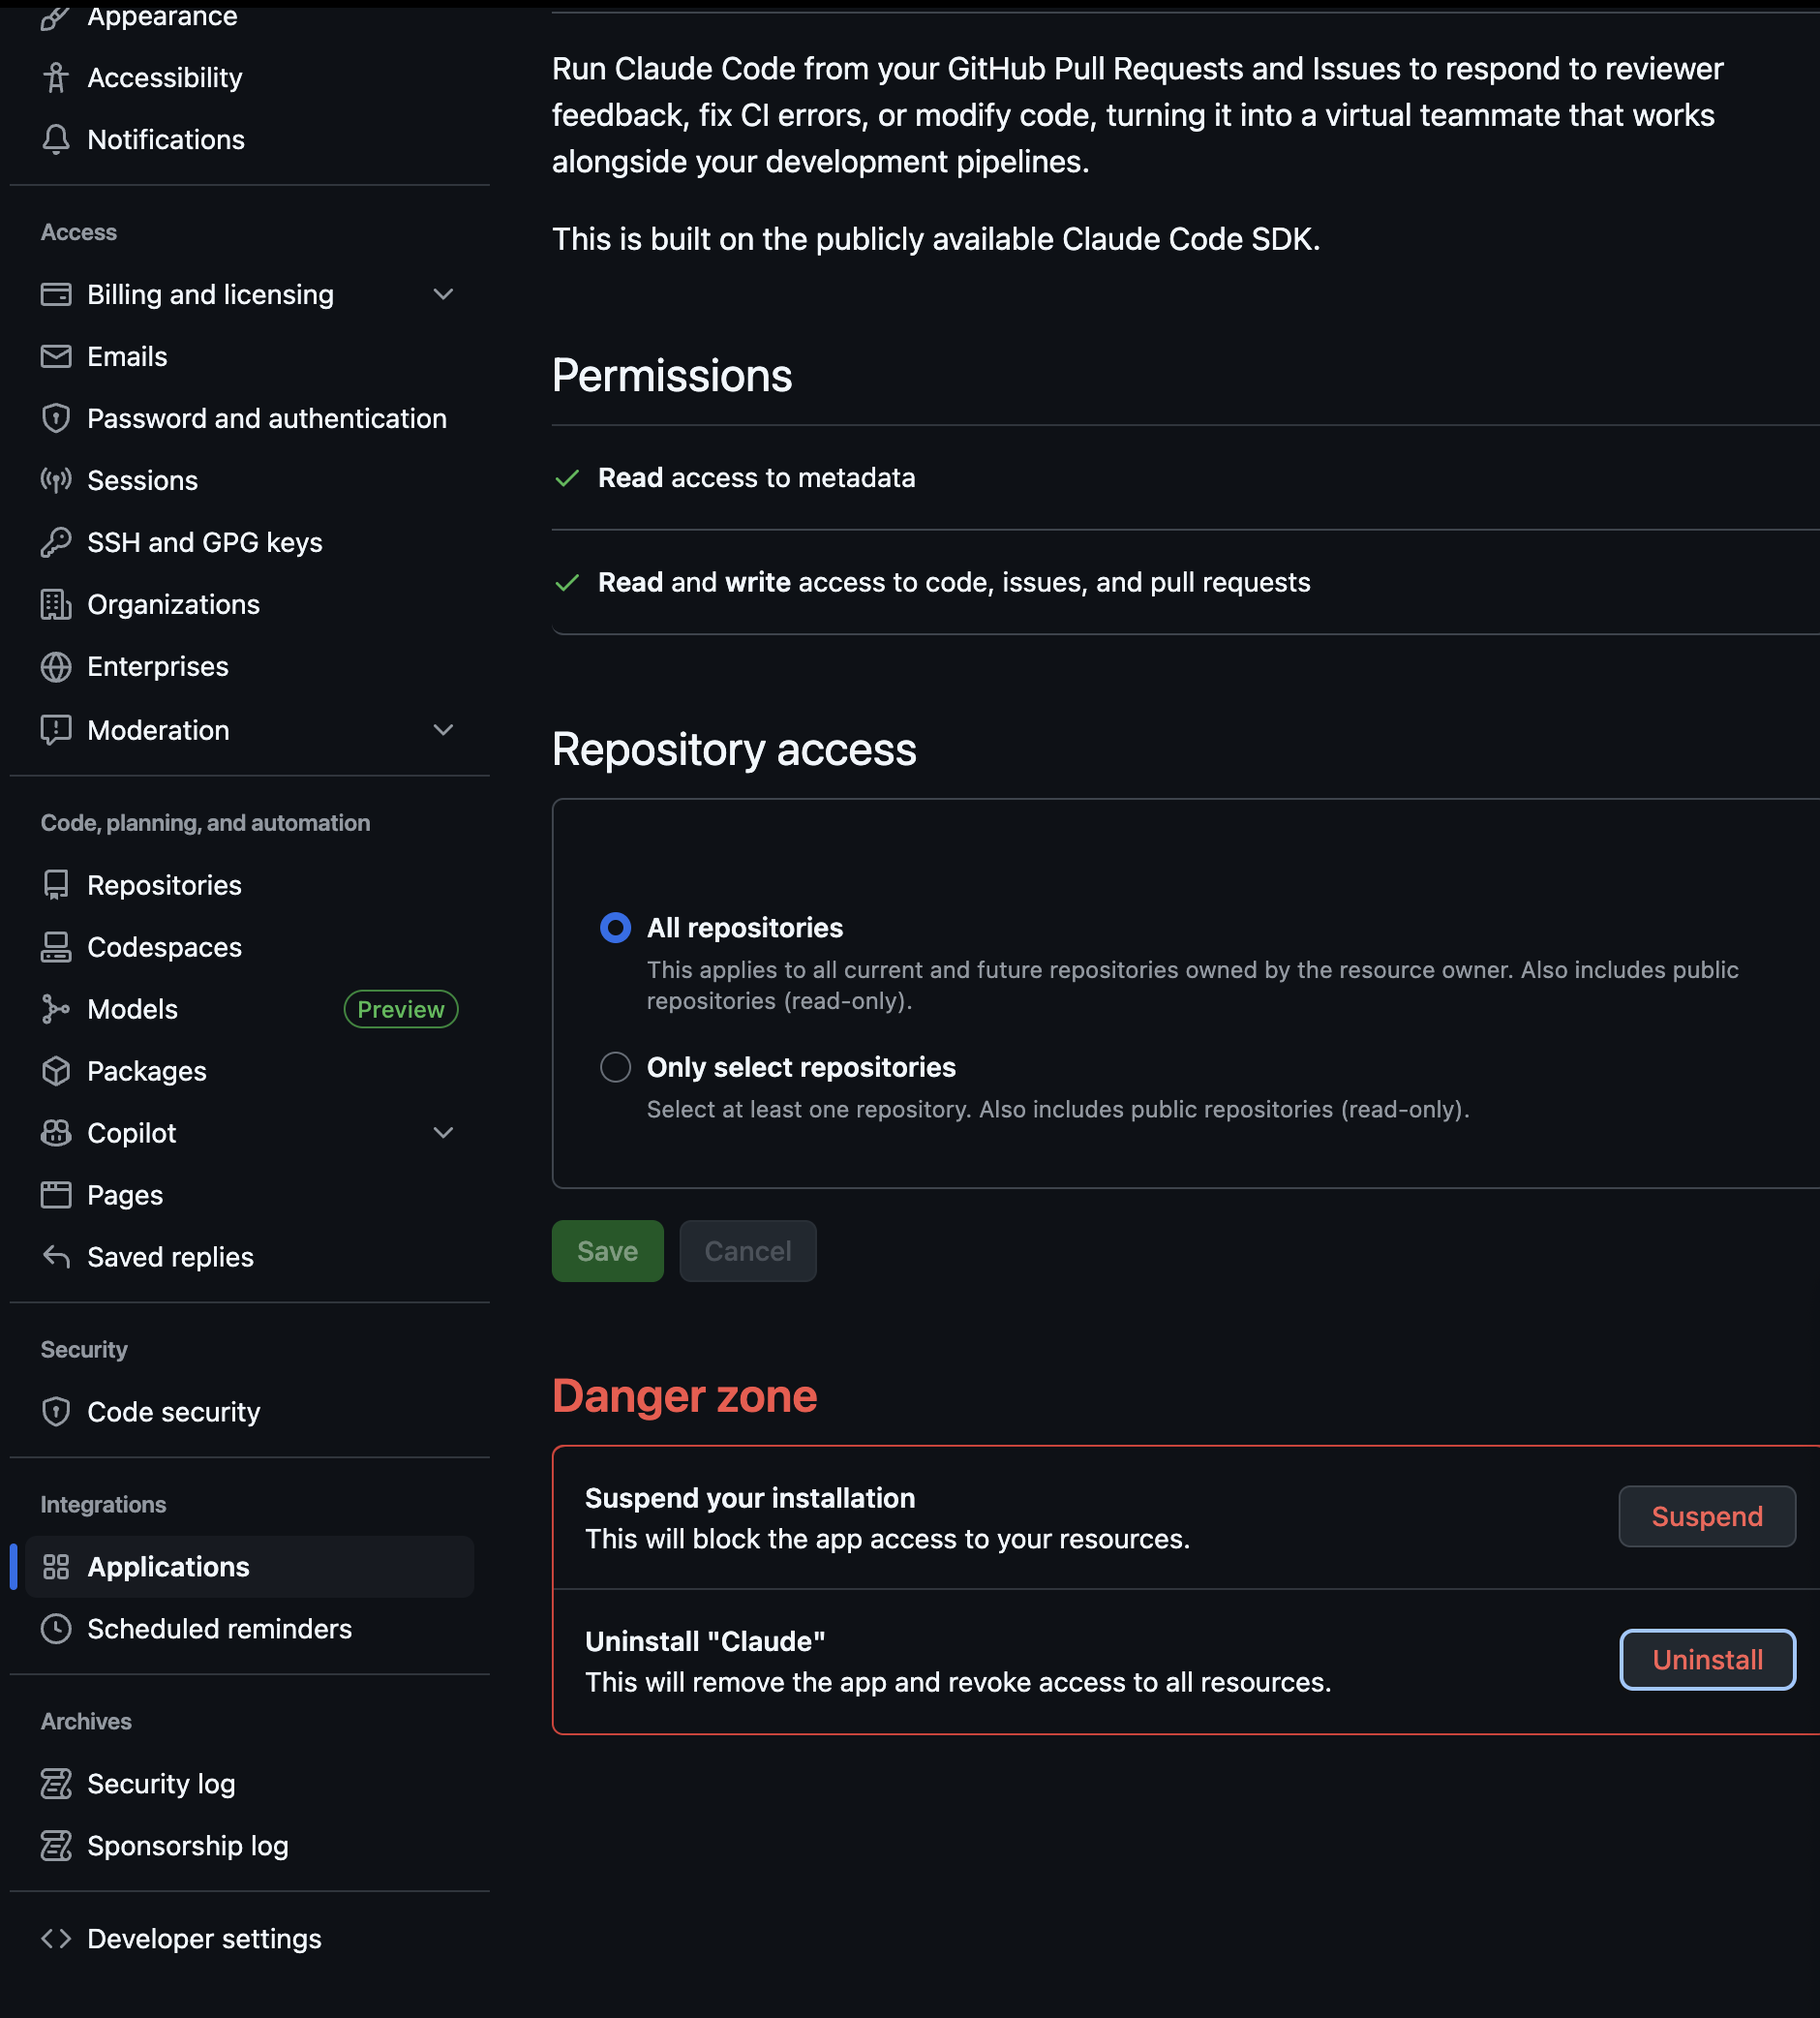 Appearance
Accessibility
Notifications
Access
Billing and licensing
Emails
Password and authentication
Sessions
SSH and GPG keys
Organizations
Enterprises
Moderation
Code, planning, and automation
Repositories
Codespaces
Models
Preview
Packages
Copilot
Pages
Saved replies
Security
Code security
Integrations
Applications
Scheduled reminders
Archives
Security log
Sponsorship log
Developer settings
Run Claude Code from your GitHub Pull Requests and Issues to respond to reviewer
feedback, fix CI errors, or modify code, turning it into a virtual teammate that works
alongside your development pipelines.
This is built on the publicly available Claude Code SDK.
Permissions
Read access to metadata
Read and write access to code, issues, and pull requests
Repository access
All repositories
This applies to all current and future repositories owned by the resource owner. Also includes public
repositories (read-only).
Only select repositories
Select at least one repository. Also includes public repositories (read-only).
Save
Cancel
Danger zone
Suspend your installation
This will block the app access to your resources.
Suspend
Uninstall "Claude"
This will remove the app and revoke access to all resources.
Uninstall